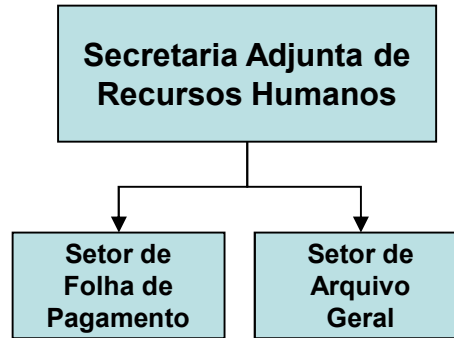 Secretaria Adjunta de
Recursos Humanos
Setor de
Folha de
Pagamento
Setor de
Arquivo
Geral